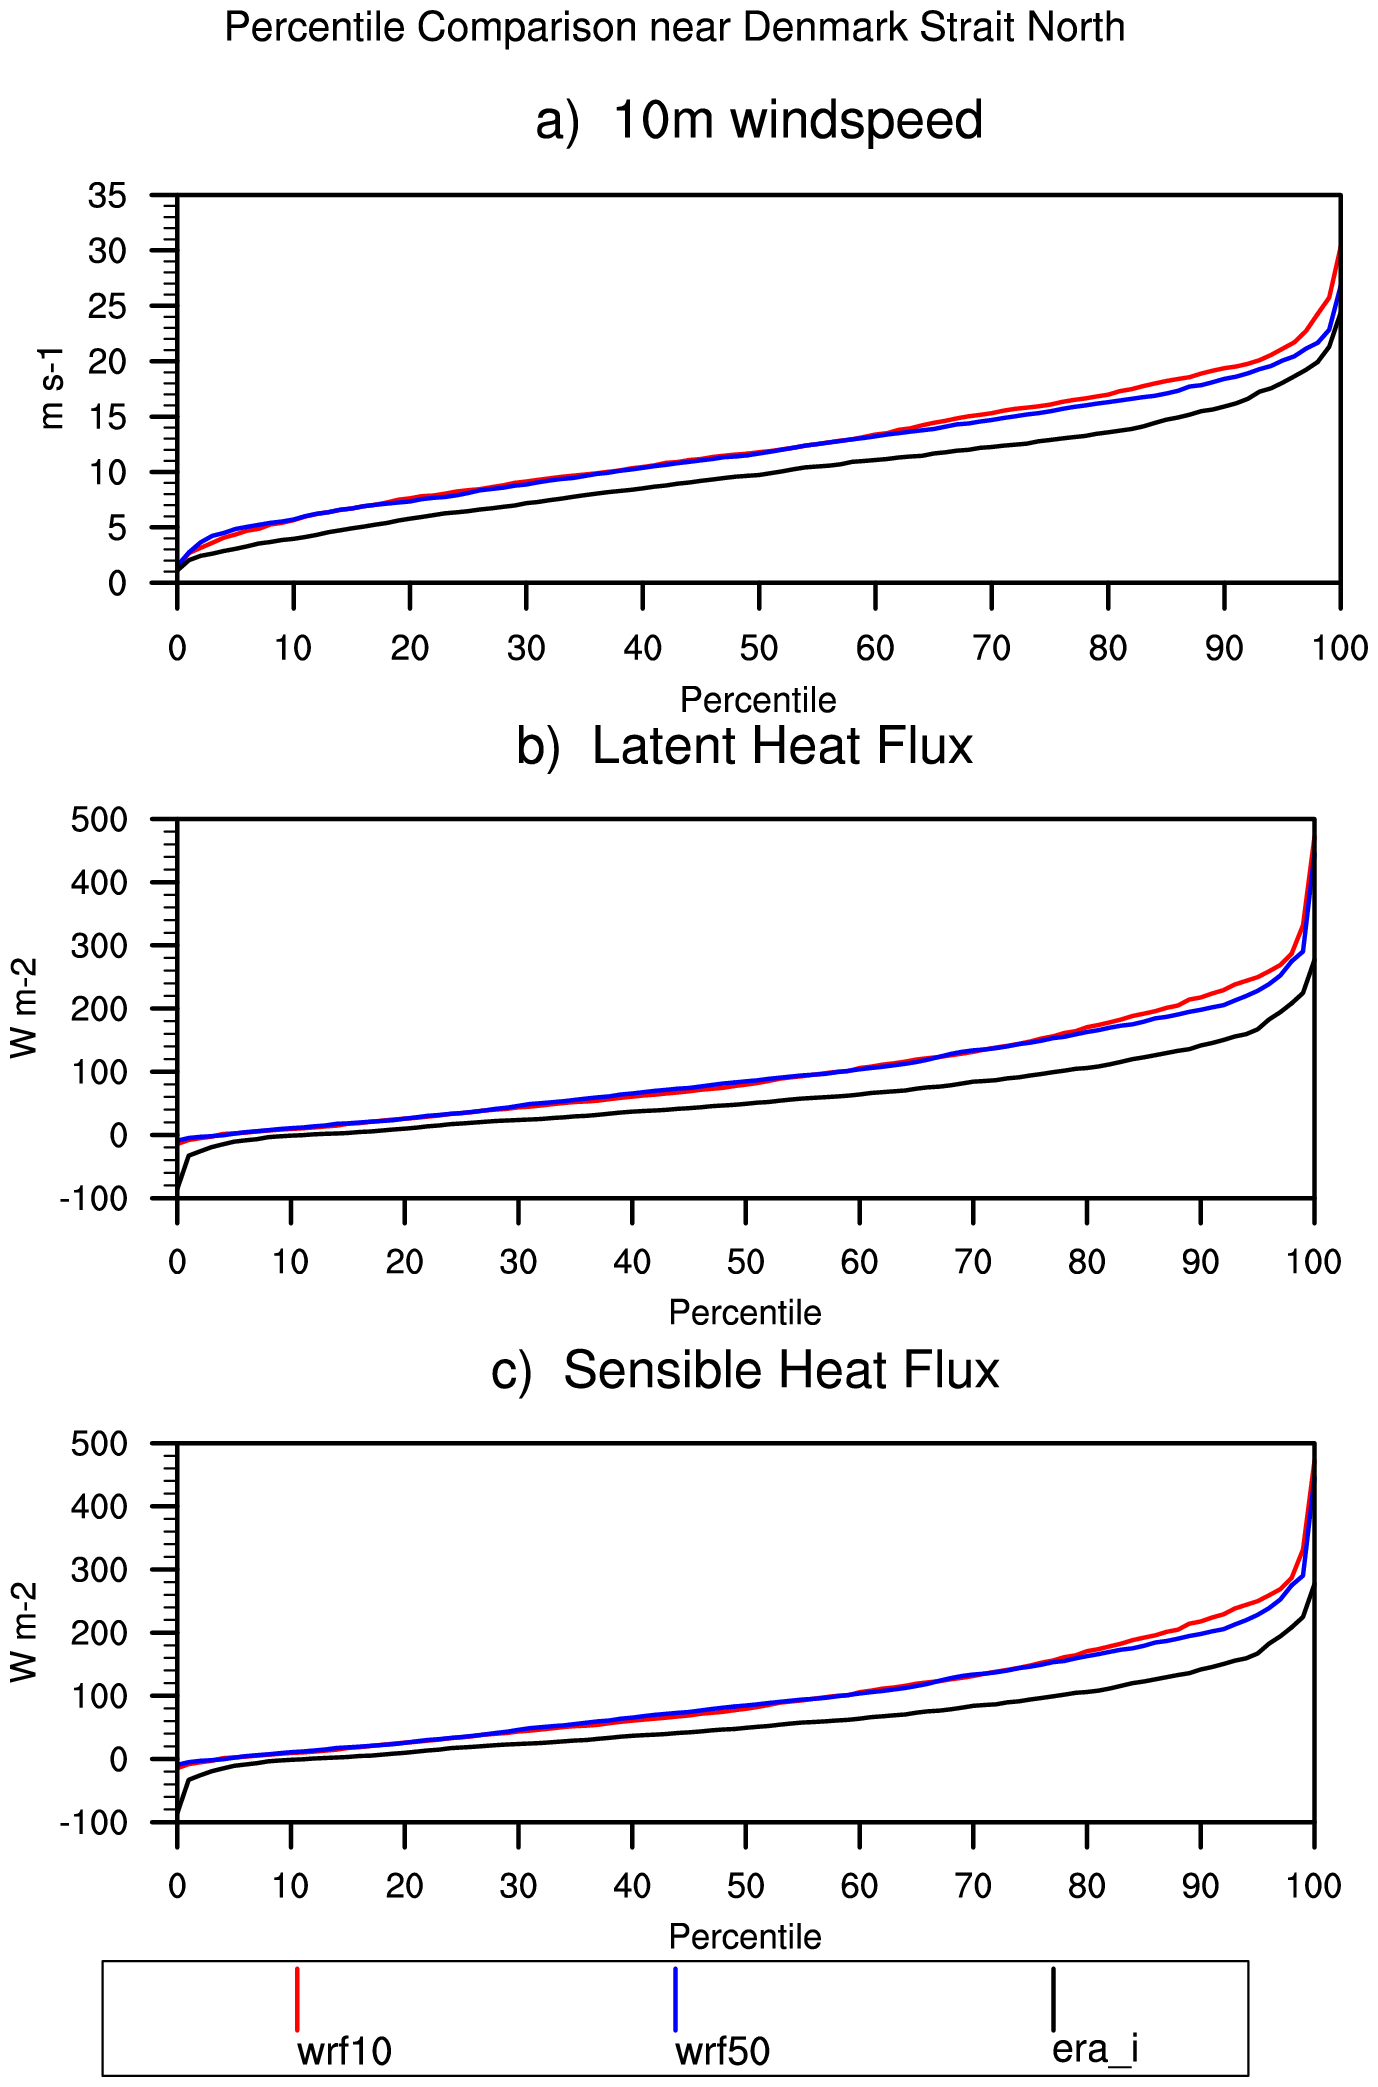 Percentile Comparison near Denmark Strait North
a) 10m windspeed
35
30
25
20
15
10
5
0
m s-1
0 10 20 30 40 50 60 70 80 90 100
Percentile
b) Latent Heat Flux
500
400
300
200
100
0
-100
W m-2
0 10 20 30 40 50 60 70 80 90 100
Percentile
c) Sensible Heat Flux
500
400
300
200
100
0
-100
W m-2
0 10 20 30 40 50 60 70 80 90 100
Percentile
wrf10 wrf50 era_i